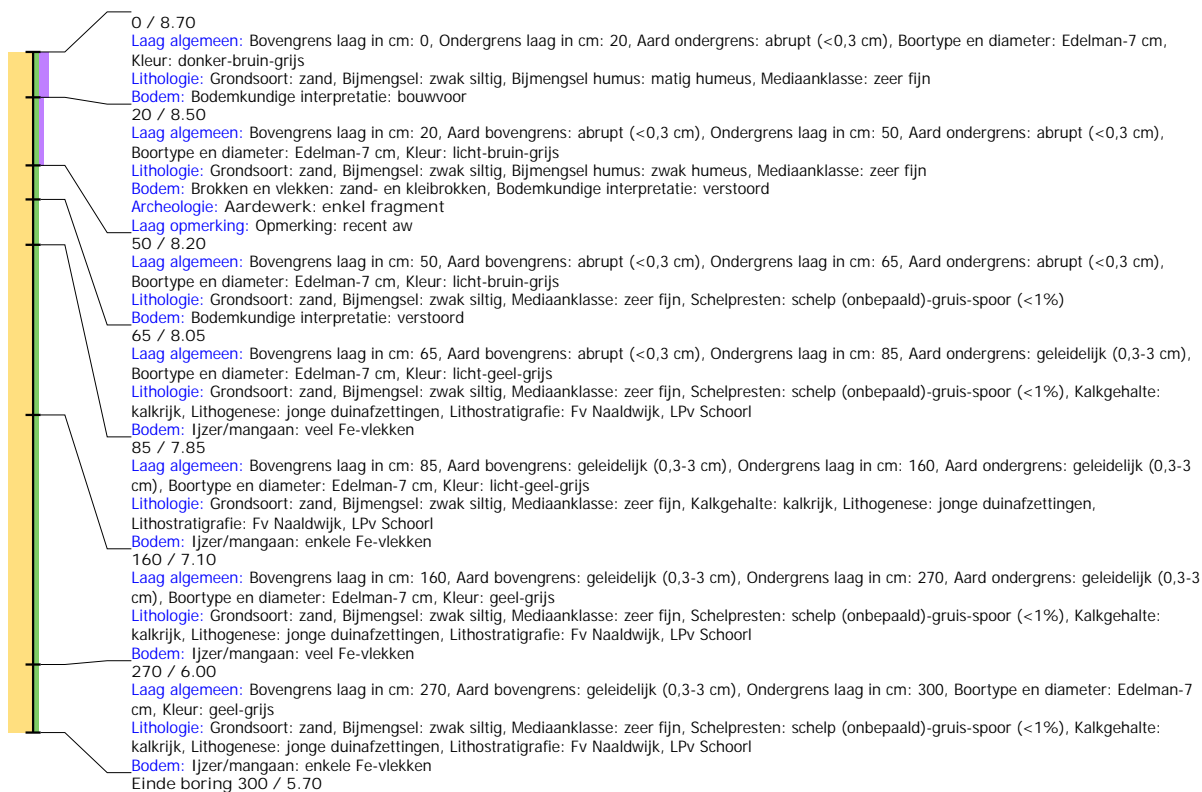 0 / 8.70
Laag algemeen: Bovengrens laag in cm: 0, Ondergrens laag in cm: 20, Aard ondergrens: abrupt (<0,3 cm), Boortype en diameter: Edelman-7 cm,
Kleur: donker-bruin-grijs
Lithologie: Grondsoort: zand, Bijmengsel: zwak siltig, Bijmengsel humus: matig humeus, Mediaanklasse: zeer fijn
Bodem: Bodemkundige interpretatie: bouwvoor
20 / 8.50
Laag algemeen: Bovengrens laag in cm: 20, Aard bovengrens: abrupt (<0,3 cm), Ondergrens laag in cm: 50, Aard ondergrens: abrupt (<0,3 cm),
Boortype en diameter: Edelman-7 cm, Kleur: licht-bruin-grijs
Lithologie: Grondsoort: zand, Bijmengsel: zwak siltig, Bijmengsel humus: zwak humeus, Mediaanklasse: zeer fijn
Bodem: Brokken en vlekken: zand- en kleibrokken, Bodemkundige interpretatie: verstoord
Archeologie: Aardewerk: enkel fragment
Laag opmerking: Opmerking: recent aw
50 / 8.20
Laag algemeen: Bovengrens laag in cm: 50, Aard bovengrens: abrupt (<0,3 cm), Ondergrens laag in cm: 65, Aard ondergrens: abrupt (<0,3 cm),
Boortype en diameter: Edelman-7 cm, Kleur: licht-bruin-grijs
Lithologie: Grondsoort: zand, Bijmengsel: zwak siltig, Mediaanklasse: zeer fijn, Schelpresten: schelp (onbepaald)-gruis-spoor (<1%)
Bodem: Bodemkundige interpretatie: verstoord
65 / 8.05
Laag algemeen: Bovengrens laag in cm: 65, Aard bovengrens: abrupt (<0,3 cm), Ondergrens laag in cm: 85, Aard ondergrens: geleidelijk (0,3-3 cm),
Boortype en diameter: Edelman-7 cm, Kleur: licht-geel-grijs
Lithologie: Grondsoort: zand, Bijmengsel: zwak siltig, Mediaanklasse: zeer fijn, Schelpresten: schelp (onbepaald)-gruis-spoor (<1%), Kalkgehalte:
kalkrijk, Lithogenese: jonge duinafzettingen, Lithostratigrafie: Fv Naaldwijk, LPv Schoorl
Bodem: Ijzer/mangaan: veel Fe-vlekken
85 / 7.85
Laag algemeen: Bovengrens laag in cm: 85, Aard bovengrens: geleidelijk (0,3-3 cm), Ondergrens laag in cm: 160, Aard ondergrens: geleidelijk (0,3-3
cm), Boortype en diameter: Edelman-7 cm, Kleur: licht-geel-grijs
Lithologie: Grondsoort: zand, Bijmengsel: zwak siltig, Mediaanklasse: zeer fijn, Kalkgehalte: kalkrijk, Lithogenese: jonge duinafzettingen,
Lithostratigrafie: Fv Naaldwijk, LPv Schoorl
Bodem: Ijzer/mangaan: enkele Fe-vlekken
160 / 7.10
Laag algemeen: Bovengrens laag in cm: 160, Aard bovengrens: geleidelijk (0,3-3 cm), Ondergrens laag in cm: 270, Aard ondergrens: geleidelijk (0,3-3
cm), Boortype en diameter: Edelman-7 cm, Kleur: geel-grijs
Lithologie: Grondsoort: zand, Bijmengsel: zwak siltig, Mediaanklasse: zeer fijn, Schelpresten: schelp (onbepaald)-gruis-spoor (<1%), Kalkgehalte:
kalkrijk, Lithogenese: jonge duinafzettingen, Lithostratigrafie: Fv Naaldwijk, LPv Schoorl
Bodem: Ijzer/mangaan: veel Fe-vlekken
270 / 6.00
Laag algemeen: Bovengrens laag in cm: 270, Aard bovengrens: geleidelijk (0,3-3 cm), Ondergrens laag in cm: 300, Boortype en diameter: Edelman-7
cm, Kleur: geel-grijs
Lithologie: Grondsoort: zand, Bijmengsel: zwak siltig, Mediaanklasse: zeer fijn, Schelpresten: schelp (onbepaald)-gruis-spoor (<1%), Kalkgehalte:
kalkrijk, Lithogenese: jonge duinafzettingen, Lithostratigrafie: Fv Naaldwijk, LPv Schoorl
Bodem: Ijzer/mangaan: enkele Fe-vlekken
Einde boring 300 / 5.70